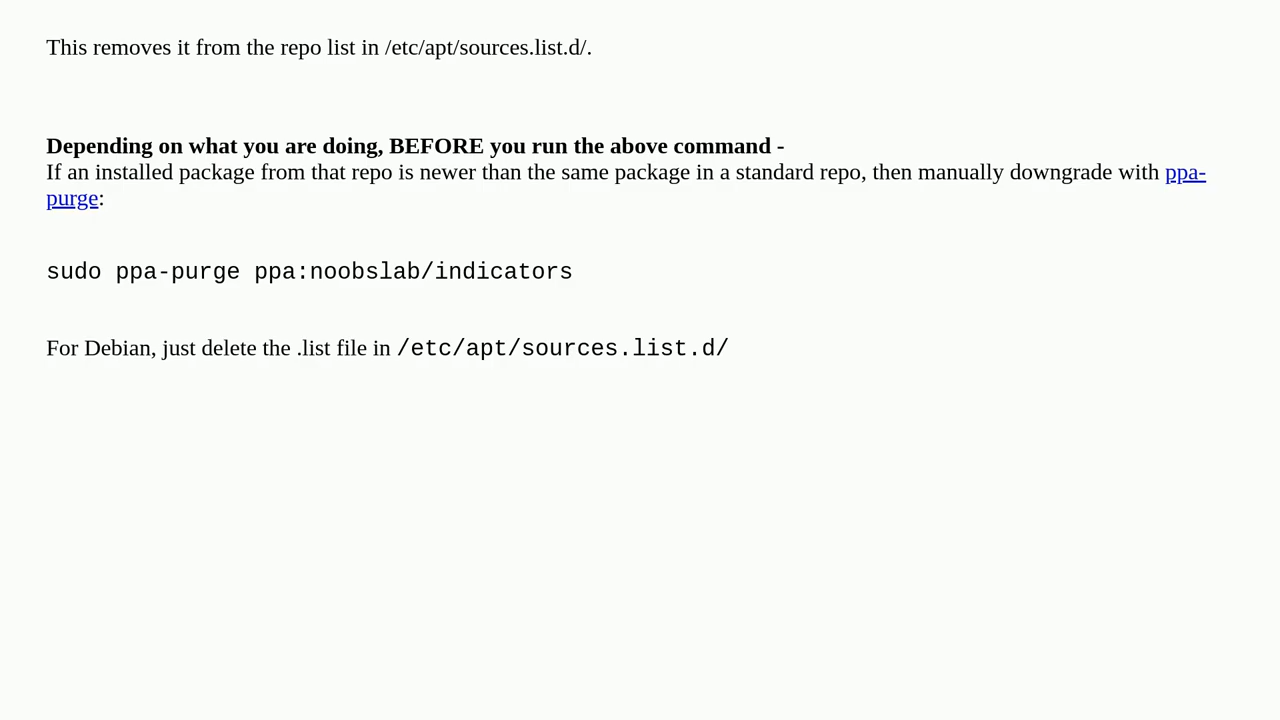 This removes it from the repo list in /etc/apt/sources.list.d/.
Depending on what you are doing, BEFORE you run the above command -
If an installed package from that repo is newer than the same package in a standard repo, then manually downgrade with ppa-
purge:
sudo ppa-purge ppa:noobslab/indicators
For Debian, just delete the .list file in /etc/apt/sources.list.d/